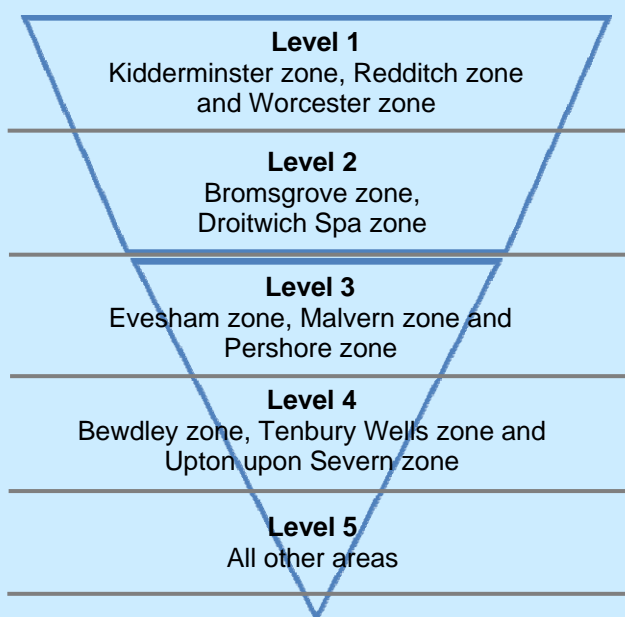 Level 1
Kidderminster zone, Redditch zone
and Worcester zone
Level 2
Bromsgrove zone,
Droitwich Spa zone
Level 3
Evesham zone, Malvern zone and
Pershore zone
Level 4
Bewdley zone, Tenbury Wells zone and
Upton upon Severn zone
Level 5
All other areas